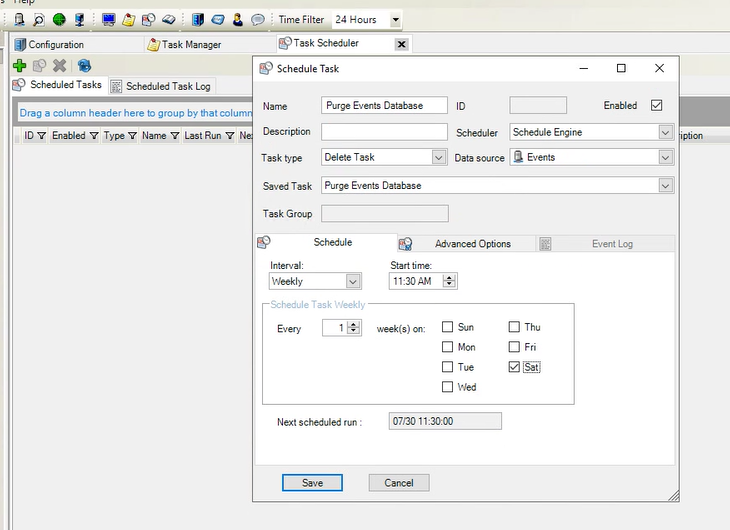 Help
Time Filter 24 Hours
Configuration Task Manager Task Scheduler
Scheduled Tasks Scheduled Task Log
Drag a column header here to group by that column
ID Enabled Type Name Last Run
Schedule Task
Name Purge Events Database ID Enabled
Description Scheduler Schedule Engine
Task type Delete Task Data source Events
Saved Task Purge Events Database
Task Group
Schedule Advanced Options Event Log
Interval: Start time:
Weekly 11:30 AM
Schedule Task Weekly
Every 1 week(s) on: Sun Thu
Mon Fri
Tue Sat
Wed
Next scheduled run : 07/30 11:30:00
Save Cancel